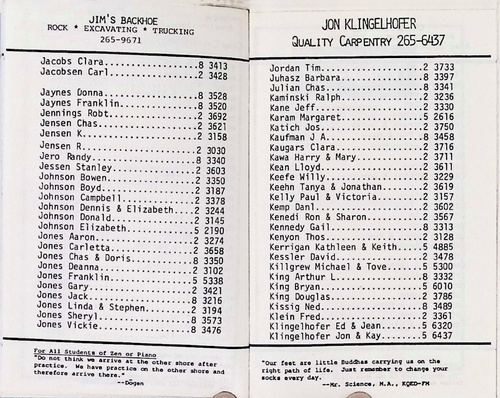 JIM'S BACKHOE
ROCK * EXCAVATING * TRUCKING
265-9671
Jacobs Clara....................8 3413
Jacobsen Carl...................2 3428
Jaynes Donna....................8 3528
Jaynes Franklin.................8 3520
Jennings Robt...................2 3692
Jensen Chas.....................2 3621
Jensen K........................2 3158
Jensen R........................2 3030
Jero Randy......................8 3340
Jessen Stanley..................2 3603
Johnson Bowen...................2 3350
Johnson Boyd....................2 3187
Johnson Campbell................2 3378
Johnson Dennis & Elizabeth......2 3244
Johnson Donald..................2 3145
Johnson Elizabeth...............5 2190
Jones Aaron.....................2 3274
Jones Carletta..................2 3658
Jones Chas & Doris..............8 3350
Jones Deanna....................2 3102
Jones Franklin..................5 5338
Jones Gary......................2 3421
Jones Jack......................8 3216
Jones Linda & Stephen...........2 3194
Jones Sheryl....................8 3573
Jones Vickie....................8 3476
For All Students of Zen or Piano
"Do not think we arrive at the other shore after
practice. We have practice on the other shore and
therefore arrive there."
--Dōgen
JON KLINGELHOFER
QUALITY CARPENTRY 265-6437
Jordan Tim......................2 3733
Juhasz Barbara..................8 3397
Julian Chas.....................8 3341
Kaminski Ralph..................2 3236
Kane Jeff.......................2 3330
Karam Margaret..................5 2616
Katich Jos......................2 3750
Kaufman J A.....................8 3458
Kaugars Clara...................2 3716
Kawa Harry & Mary...............2 3711
Kean Lloyd......................2 3611
Keefe Willy.....................2 3229
Keehn Tanya & Jonathan..........2 3619
Kelly Paul & Victoria...........2 3157
Kemp Danl.......................2 3602
Kenedi Ron & Sharon.............2 3567
Kennedy Gail....................8 3313
Kenyon Thos.....................2 3128
Kerrigan Kathleen & Keith.......5 4885
Kessler David...................2 3478
Killgrew Michael & Tove.........5 5300
King Arthur L...................8 3332
King Bryan......................5 6010
King Douglas....................2 3786
Kissig Ned......................8 3489
Klein Fred......................2 3361
Klingelhofer Ed & Jean..........5 6320
Klingelhofer Jon & Kay..........5 6437
"Our feet are little Buddhas carrying us on the
right path of life. Just remember to change your
socks every day.
--Mr. Science, M.A., KQKD-FM